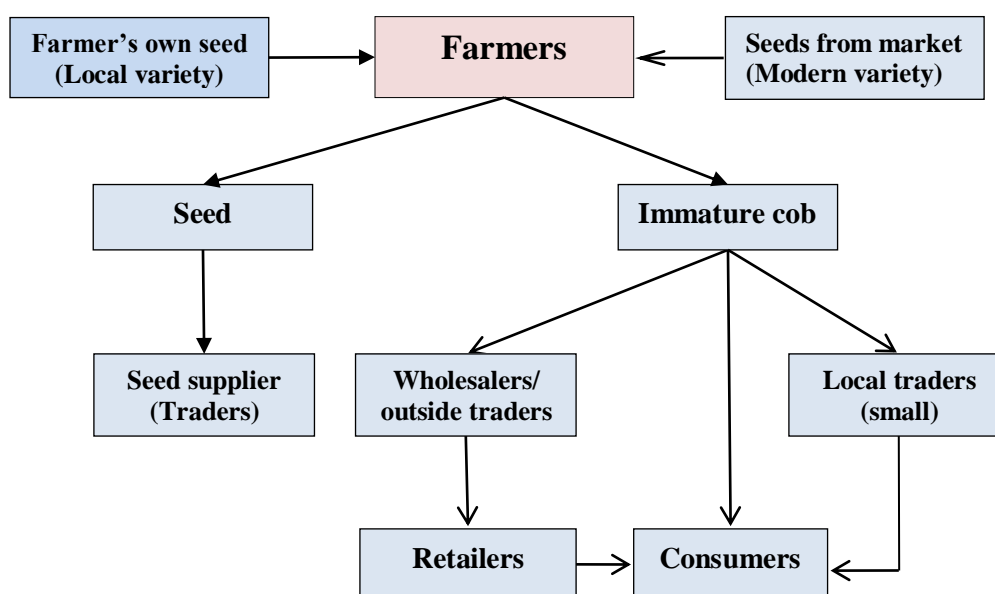 Farmer’s own seed
(Local variety)
Farmers
Seeds from market
(Modern variety)
Seed
Immature cob
Seed supplier
(Traders)
Wholesalers/
outside traders
Local traders
(small)
Retailers
Consumers